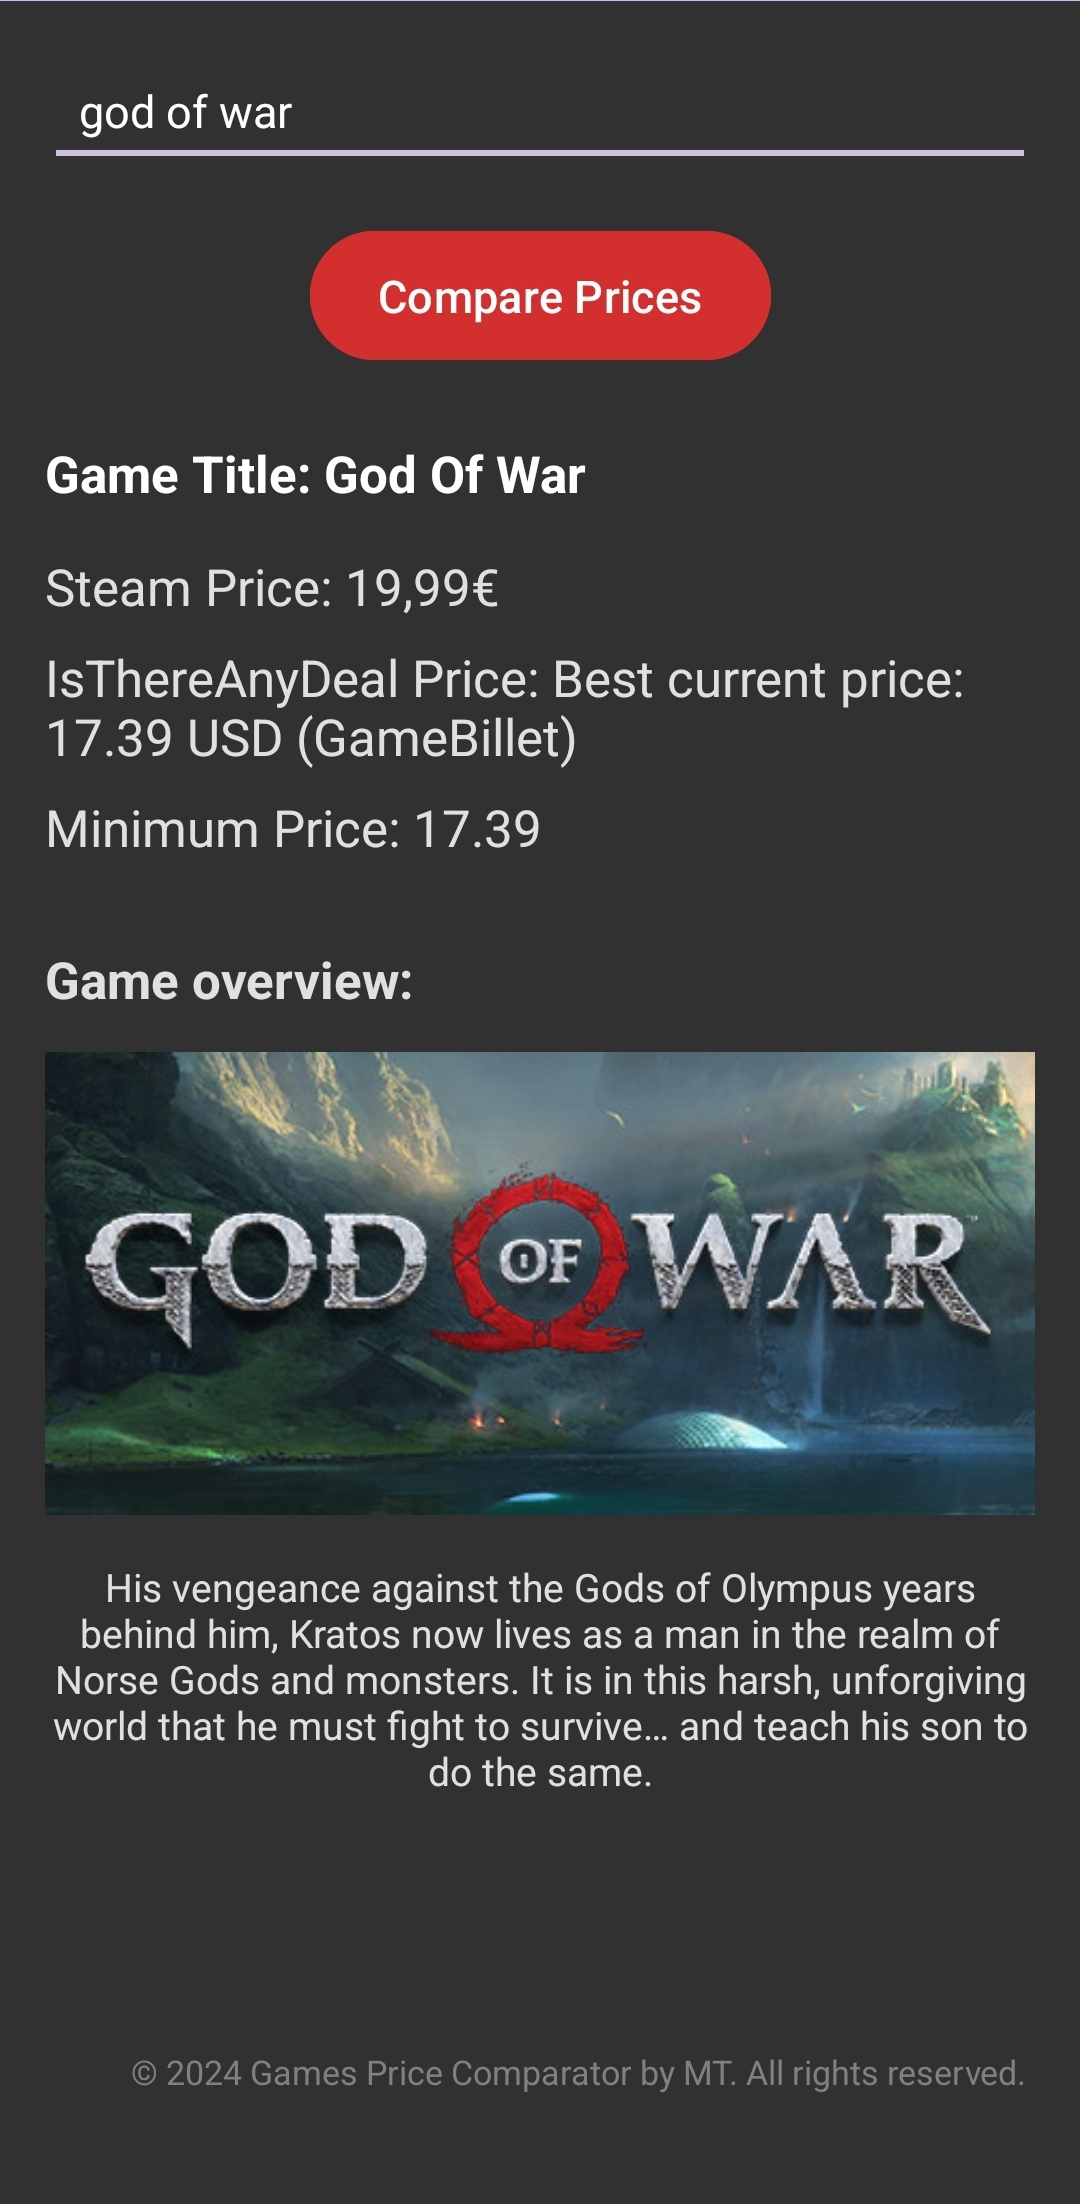 god of war
Compare Prices
Game Title: God Of War
Steam Price: 19,99€
IsThereAnyDeal Price: Best current price:
17.39 USD (GameBillet)
Minimum Price: 17.39
Game overview:
GOD OF WAR
His vengeance against the Gods of Olympus years
behind him, Kratos now lives as a man in the realm of
Norse Gods and monsters. It is in this harsh, unforgiving
world that he must fight to survive… and teach his son to
do the same.
© 2024 Games Price Comparator by MT. All rights reserved.